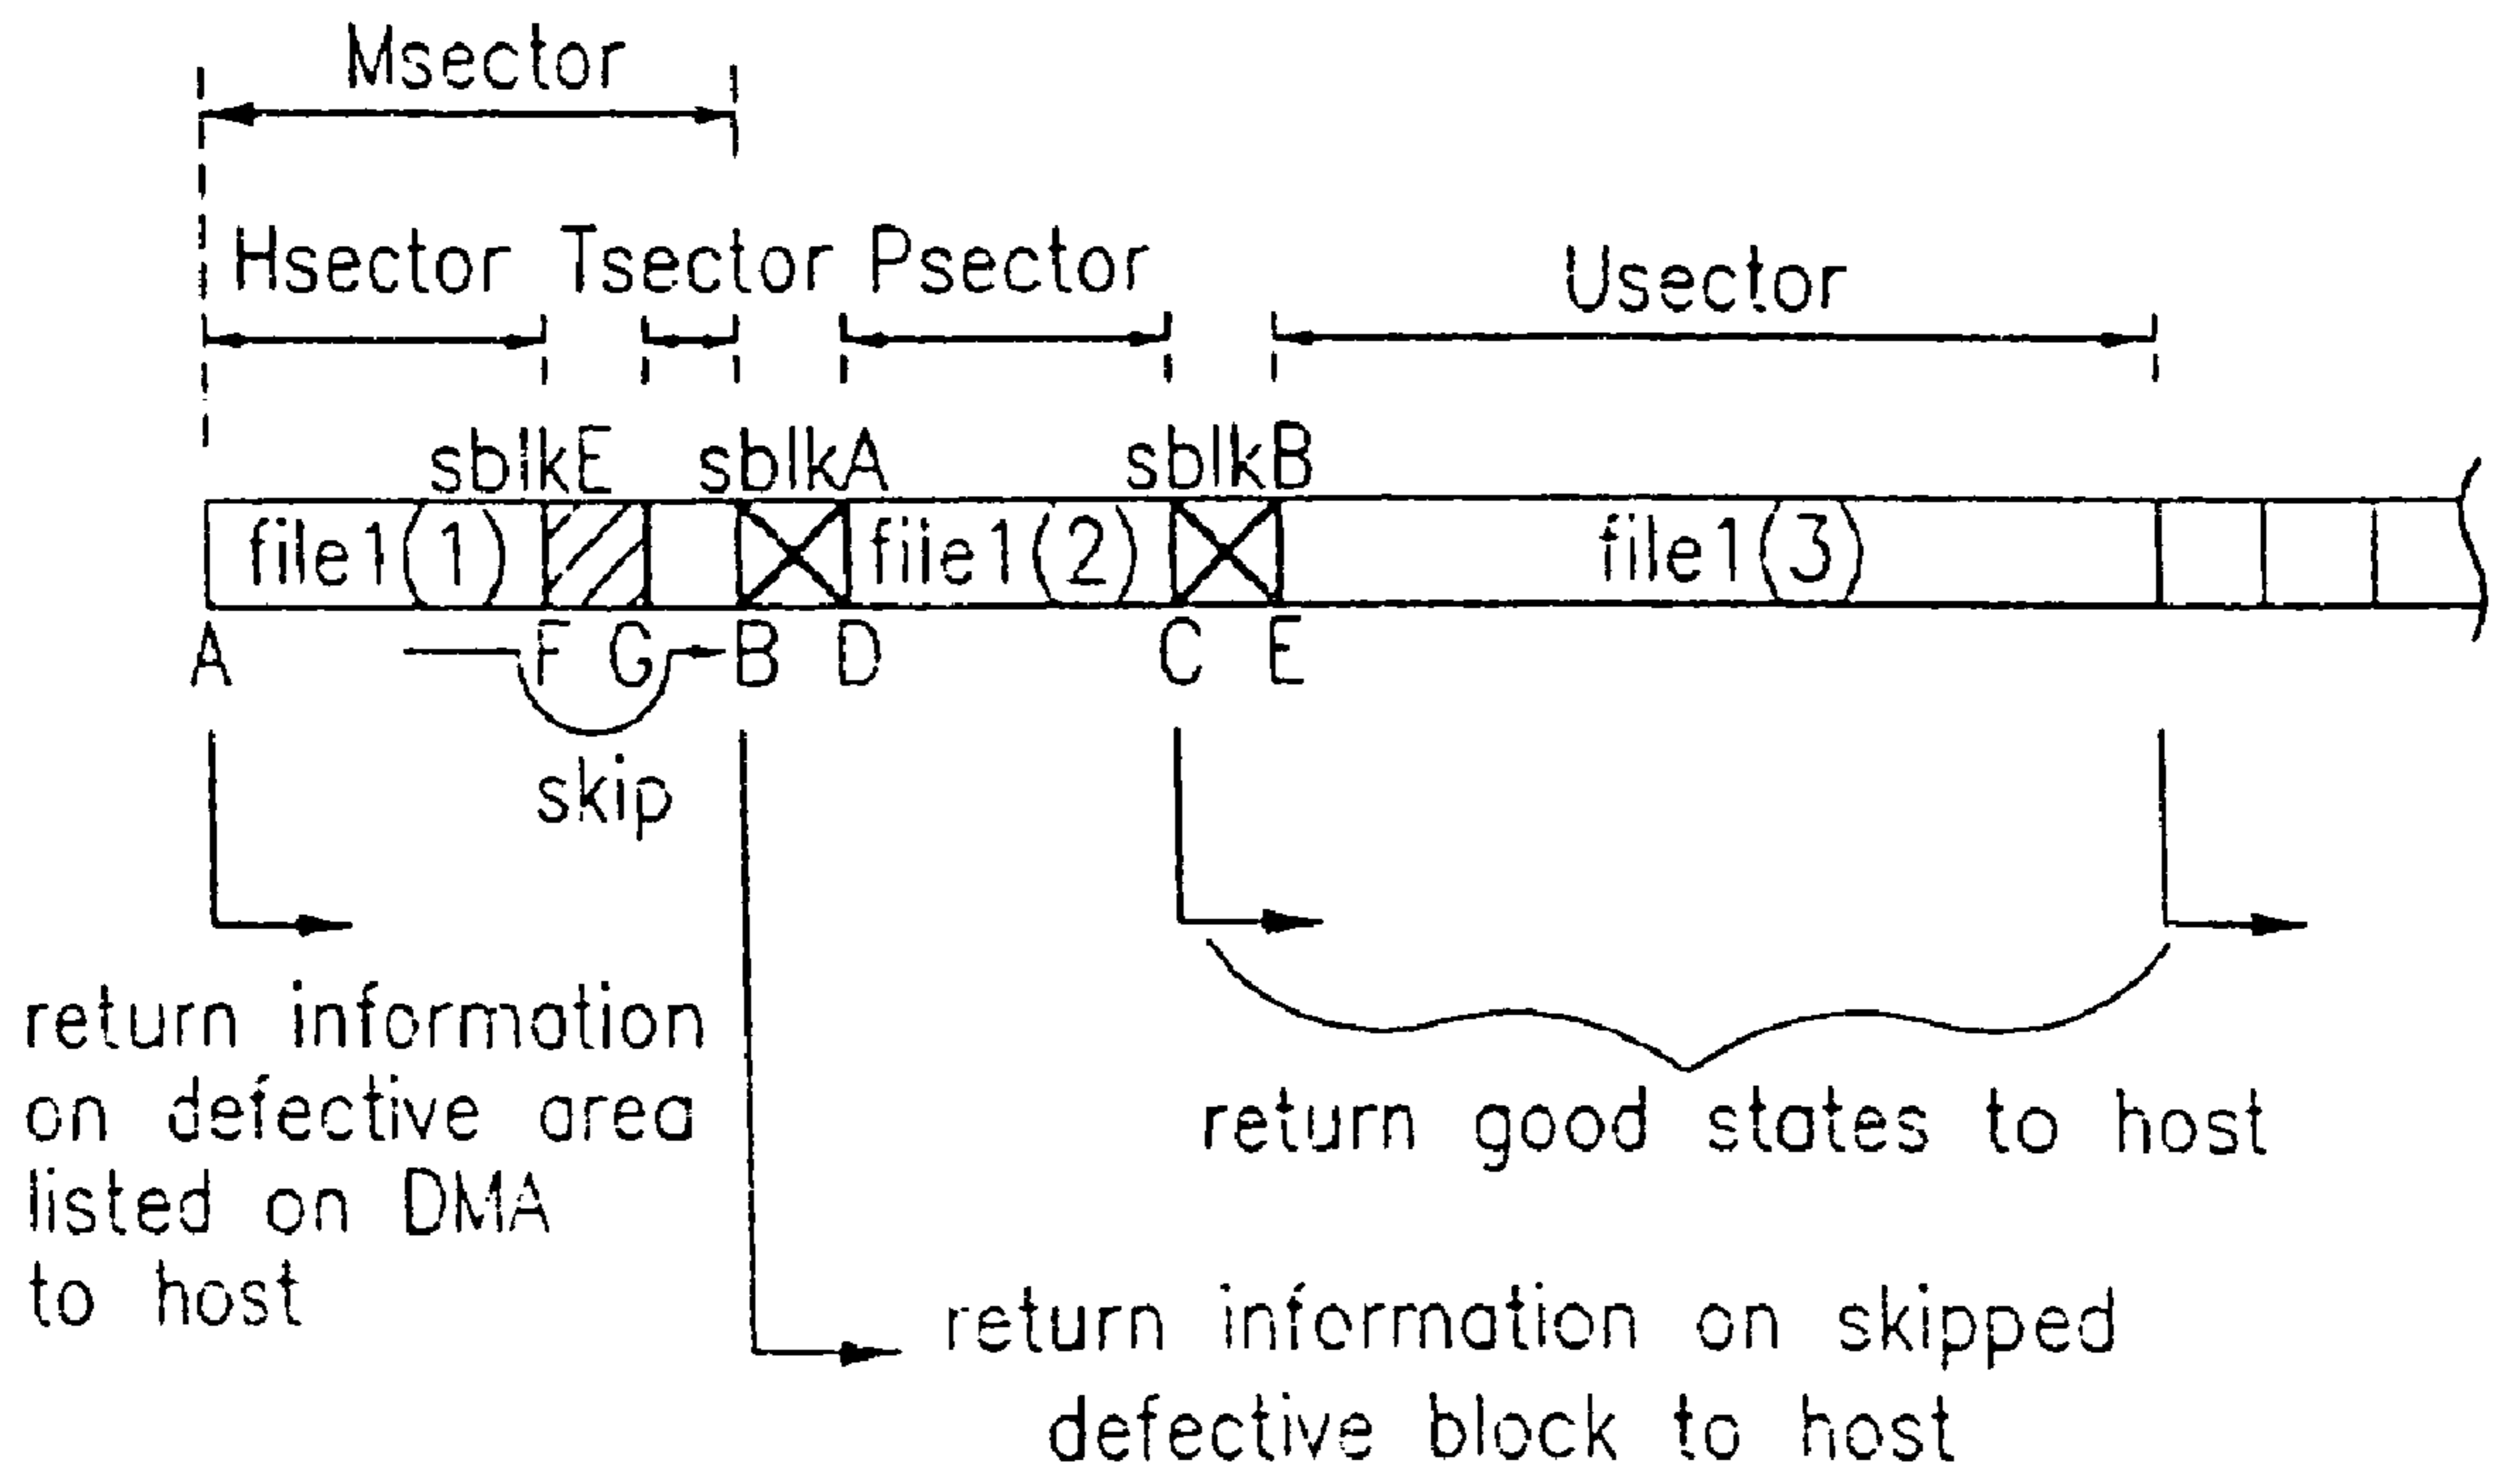 Msector
Hsector Tsector Psector Usector
sblkE sblkA sblkB
file1(1) file1(2) file1(3)
A F G B D C E
skip
return information
on defective area
listed on DMA
to host
return good states to host
return information on skipped
defective block to host